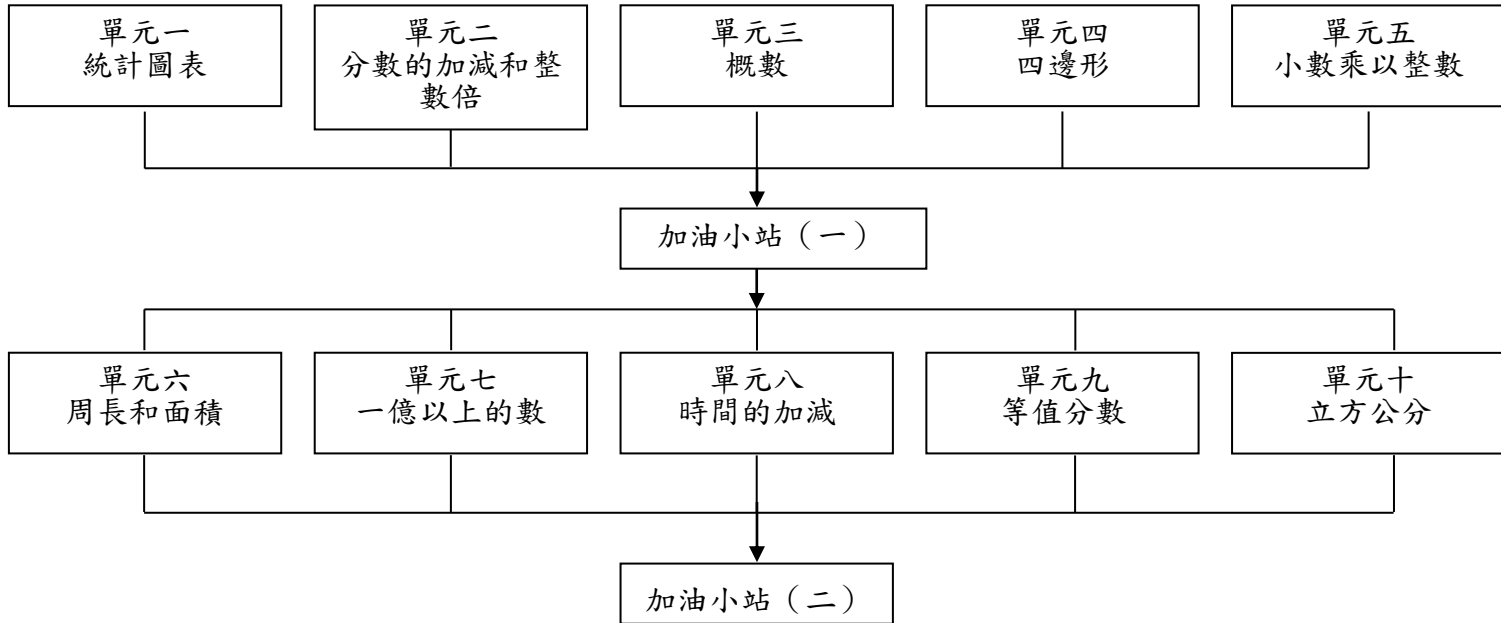 單元一
統計圖表
單元二
分數的加減和整
數倍
單元三
概數
單元四
四邊形
單元五
小數乘以整數
加油小站（一）
單元六
周長和面積
單元七
一億以上的數
單元八
時間的加減
單元九
等值分數
單元十
立方公分
加油小站（二）